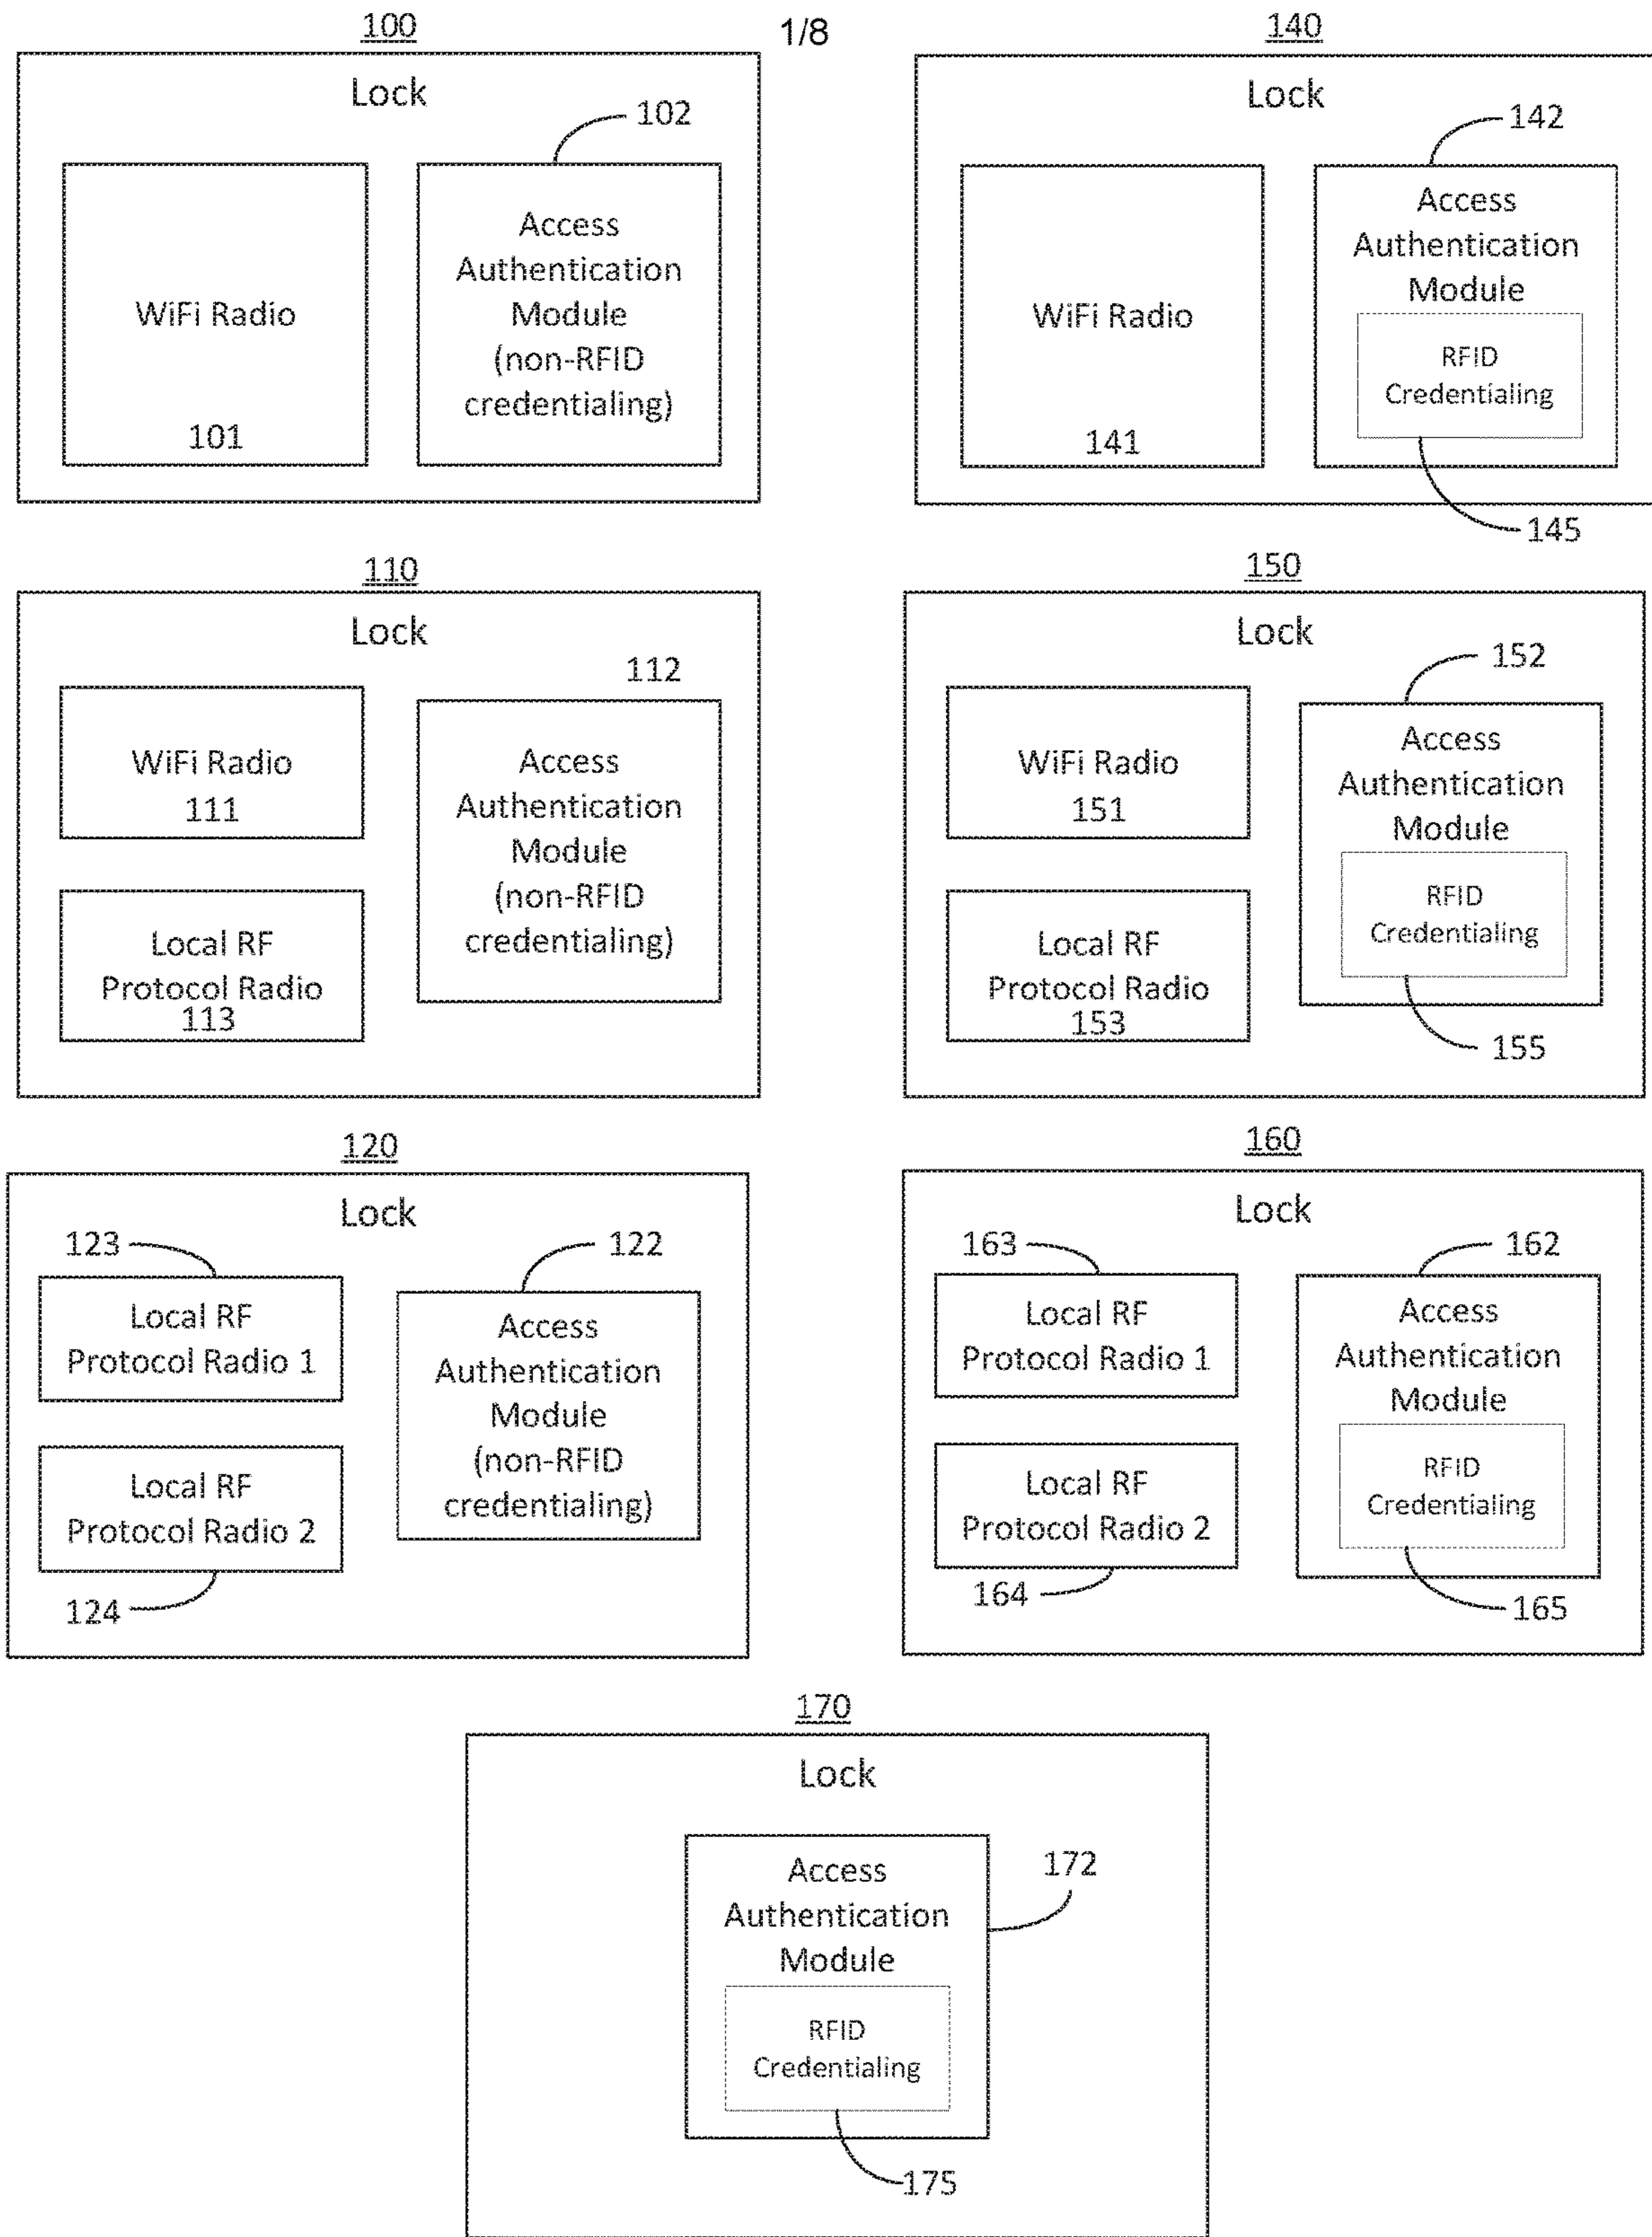 1/8
100
Lock
102
WiFi Radio
101
Access
Authentication
Module
(non-RFID
credentialing)
140
Lock
142
WiFi Radio
141
Access
Authentication
Module
RFID
Credentialing
145
110
Lock
112
WiFi Radio
111
Local RF
Protocol Radio
113
Access
Authentication
Module
(non-RFID
credentialing)
150
Lock
152
WiFi Radio
151
Local RF
Protocol Radio
153
Access
Authentication
Module
RFID
Credentialing
155
120
Lock
123
122
Local RF
Protocol Radio 1
Local RF
Protocol Radio 2
124
Access
Authentication
Module
(non-RFID
credentialing)
160
Lock
163
162
Local RF
Protocol Radio 1
Local RF
Protocol Radio 2
164
Access
Authentication
Module
RFID
Credentialing
165
170
Lock
172
Access
Authentication
Module
RFID
Credentialing
175